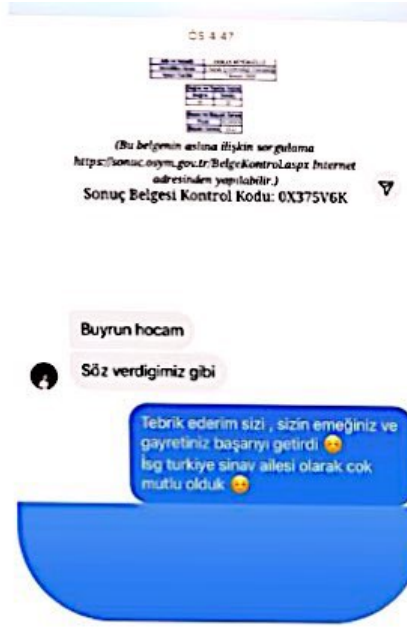 ÖS 4:47
(Bu belgenin aslına ilişkin sorgulama
https://sonuc.osym.gov.tr/BelgeKontrol.aspx Internet
adresinden yapılabilir.)
Sonuç Belgesi Kontrol Kodu: 0X375V6K
Buyrun hocam
Söz verdigimiz gibi
Tebrik ederim sizi , sizin emeğiniz ve
gayretiniz başarıyı getirdi 😊
İsg turkiye sinav ailesi olarak cok
mutlu olduk 😊